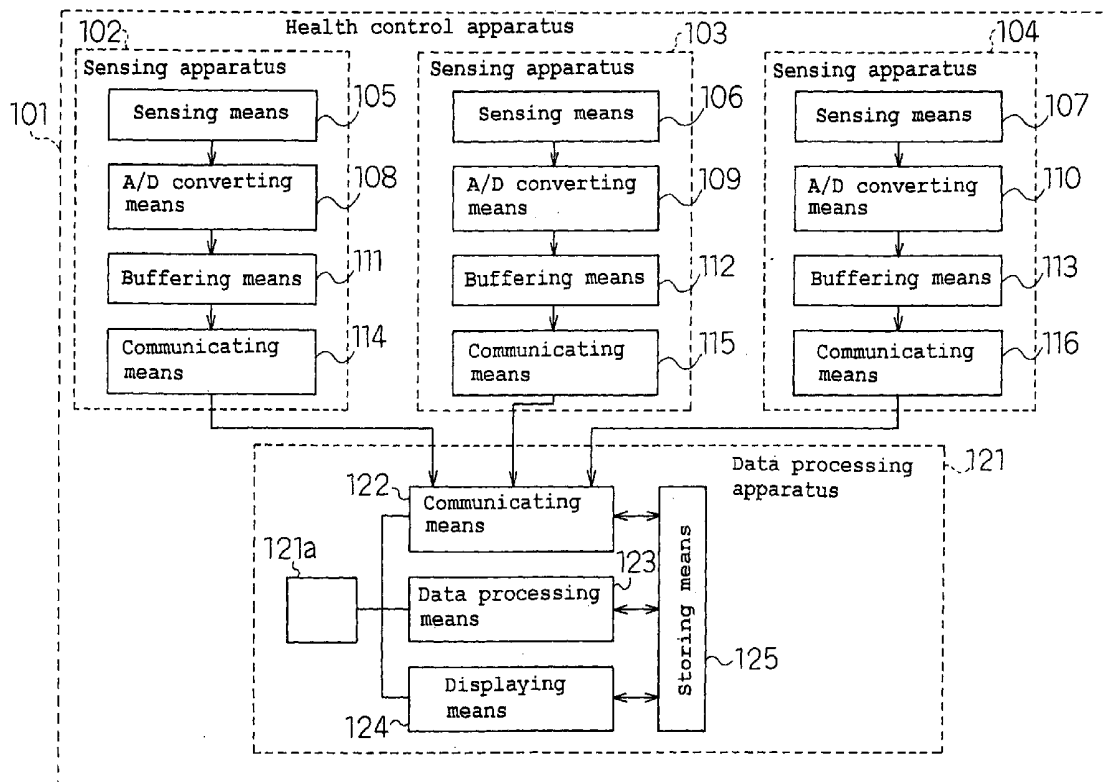 Health control apparatus
101
102
Sensing apparatus
Sensing means
105
A/D converting
means
108
Buffering means
111
Communicating
means
114
103
Sensing apparatus
Sensing means
106
A/D converting
means
109
Buffering means
112
Communicating
means
115
104
Sensing apparatus
Sensing means
107
A/D converting
means
110
Buffering means
113
Communicating
means
116
121
Data processing
apparatus
122
Communicating
means
121a
123
Data processing
means
Displaying
means
124
Storing means
125